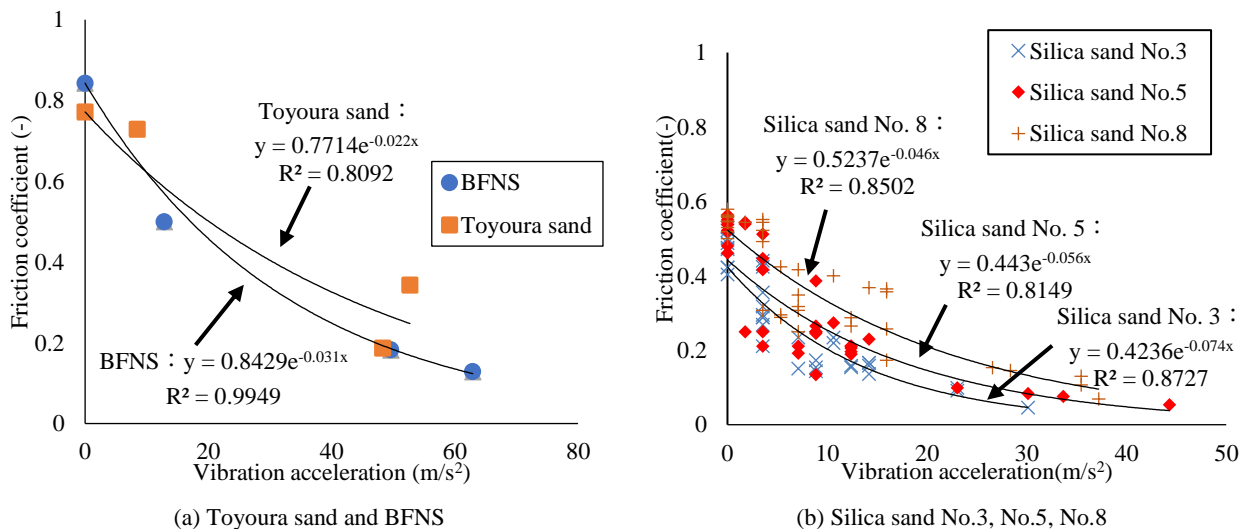 1
0.8
0.6
0.4
0.2
0
0
20
40
60
80
Friction coefficient (-)
Vibration acceleration (m/s²)
Toyoura sand：
y = 0.7714e^-0.022x
R² = 0.8092
BFNS
Toyoura sand
BFNS：y = 0.8429e^-0.031x
R² = 0.9949
(a) Toyoura sand and BFNS
1
0.8
0.6
0.4
0.2
0
0
10
20
30
40
50
Friction coefficient(-)
Vibration acceleration(m/s²)
Silica sand No.3
Silica sand No.5
Silica sand No.8
Silica sand No. 8：
y = 0.5237e^-0.046x
R² = 0.8502
Silica sand No. 5：
y = 0.443e^-0.056x
R² = 0.8149
Silica sand No. 3：
y = 0.4236e^-0.074x
R² = 0.8727
(b) Silica sand No.3, No.5, No.8